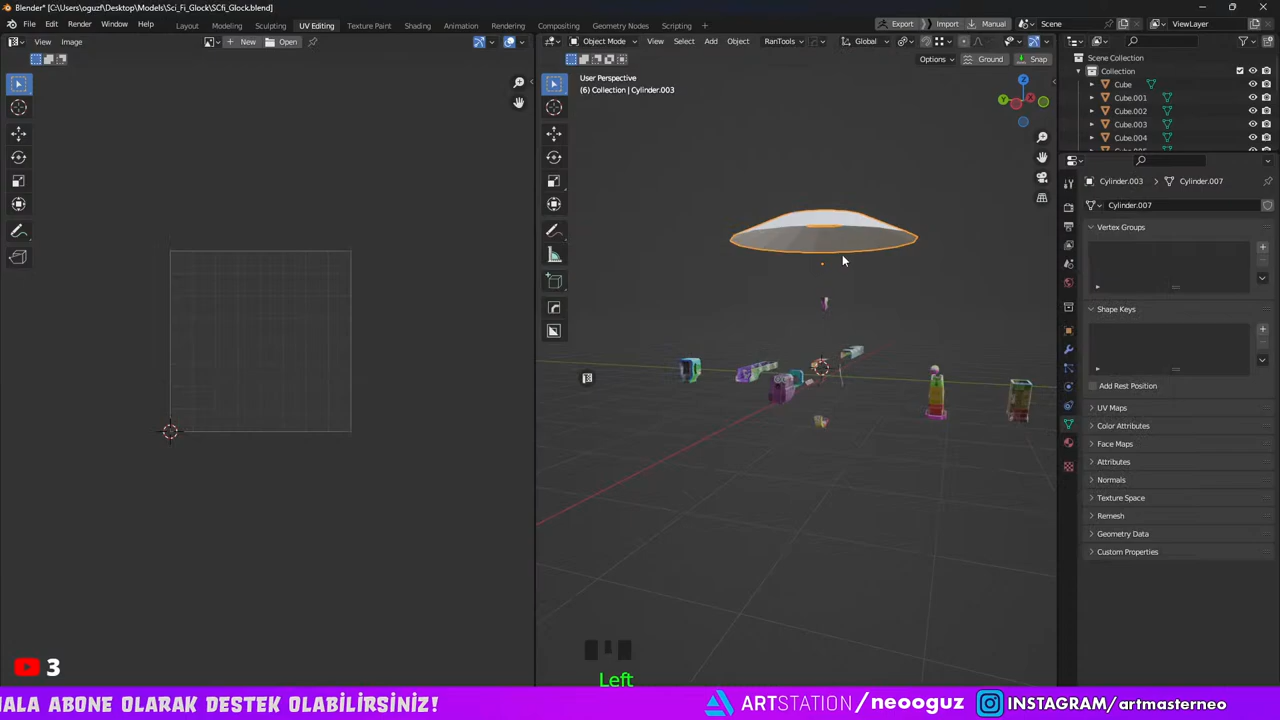 Blender* [C:\Users\oguzf\Desktop\Models\Sci_Fi_Glock\SCfi_Glock.blend]
File Edit Render Window Help Layout Modeling Sculpting UV Editing Texture Paint Shading Animation Rendering Compositing Geometry Nodes Scripting + Export Import Manual Scene ViewLayer
View Image + New Open Object Mode View Select Add Object RanTools Global
Options Ground Snap
User Perspective
(6) Collection | Cylinder.003
Z
Y
X
Scene Collection
Collection
Cube
Cube.001
Cube.002
Cube.003
Cube.004
Cylinder.003 > Cylinder.007
Cylinder.007
Vertex Groups
Shape Keys
Add Rest Position
UV Maps
Color Attributes
Face Maps
Attributes
Normals
Texture Space
Remesh
Geometry Data
Custom Properties
3
Left
HALA ABONE OLARAK DESTEK OLABİLİRSİNİZ! ARTSTATION/neooguz INSTAGRAM/artmasterneo